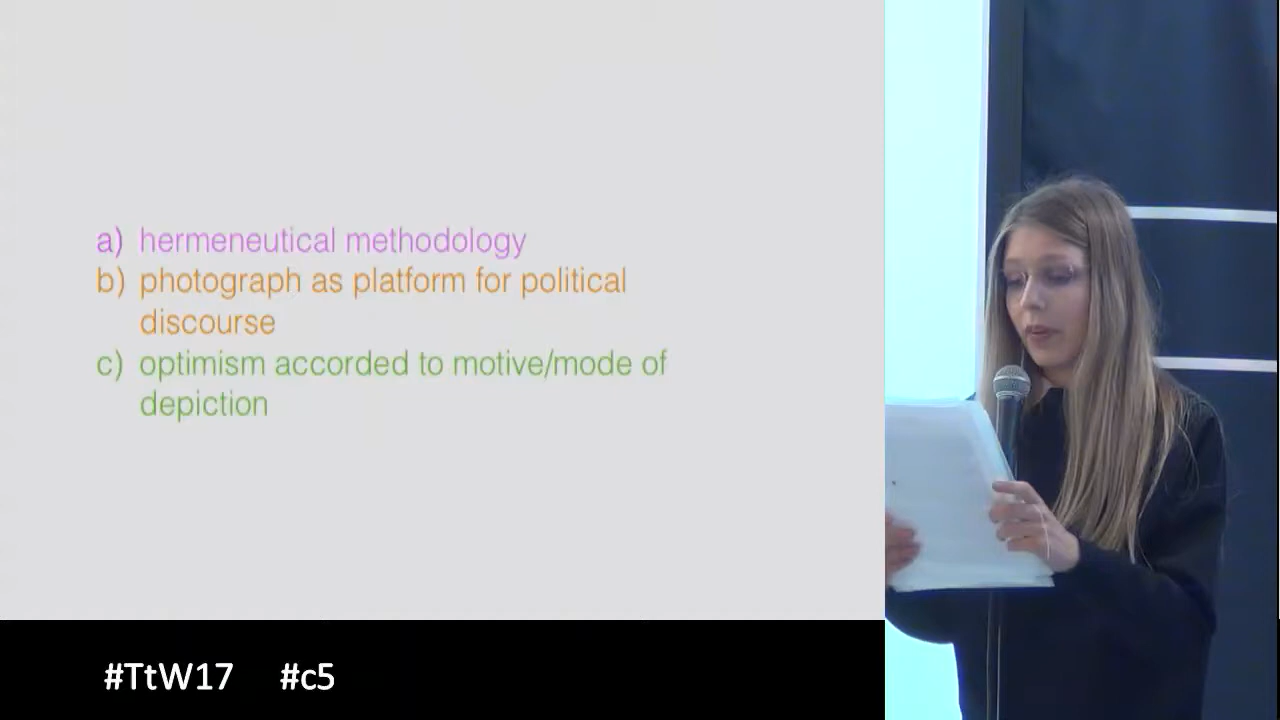 a) hermeneutical methodology
b) photograph as platform for political
discourse
c) optimism accorded to motive/mode of
depiction
#TtW17 #c5